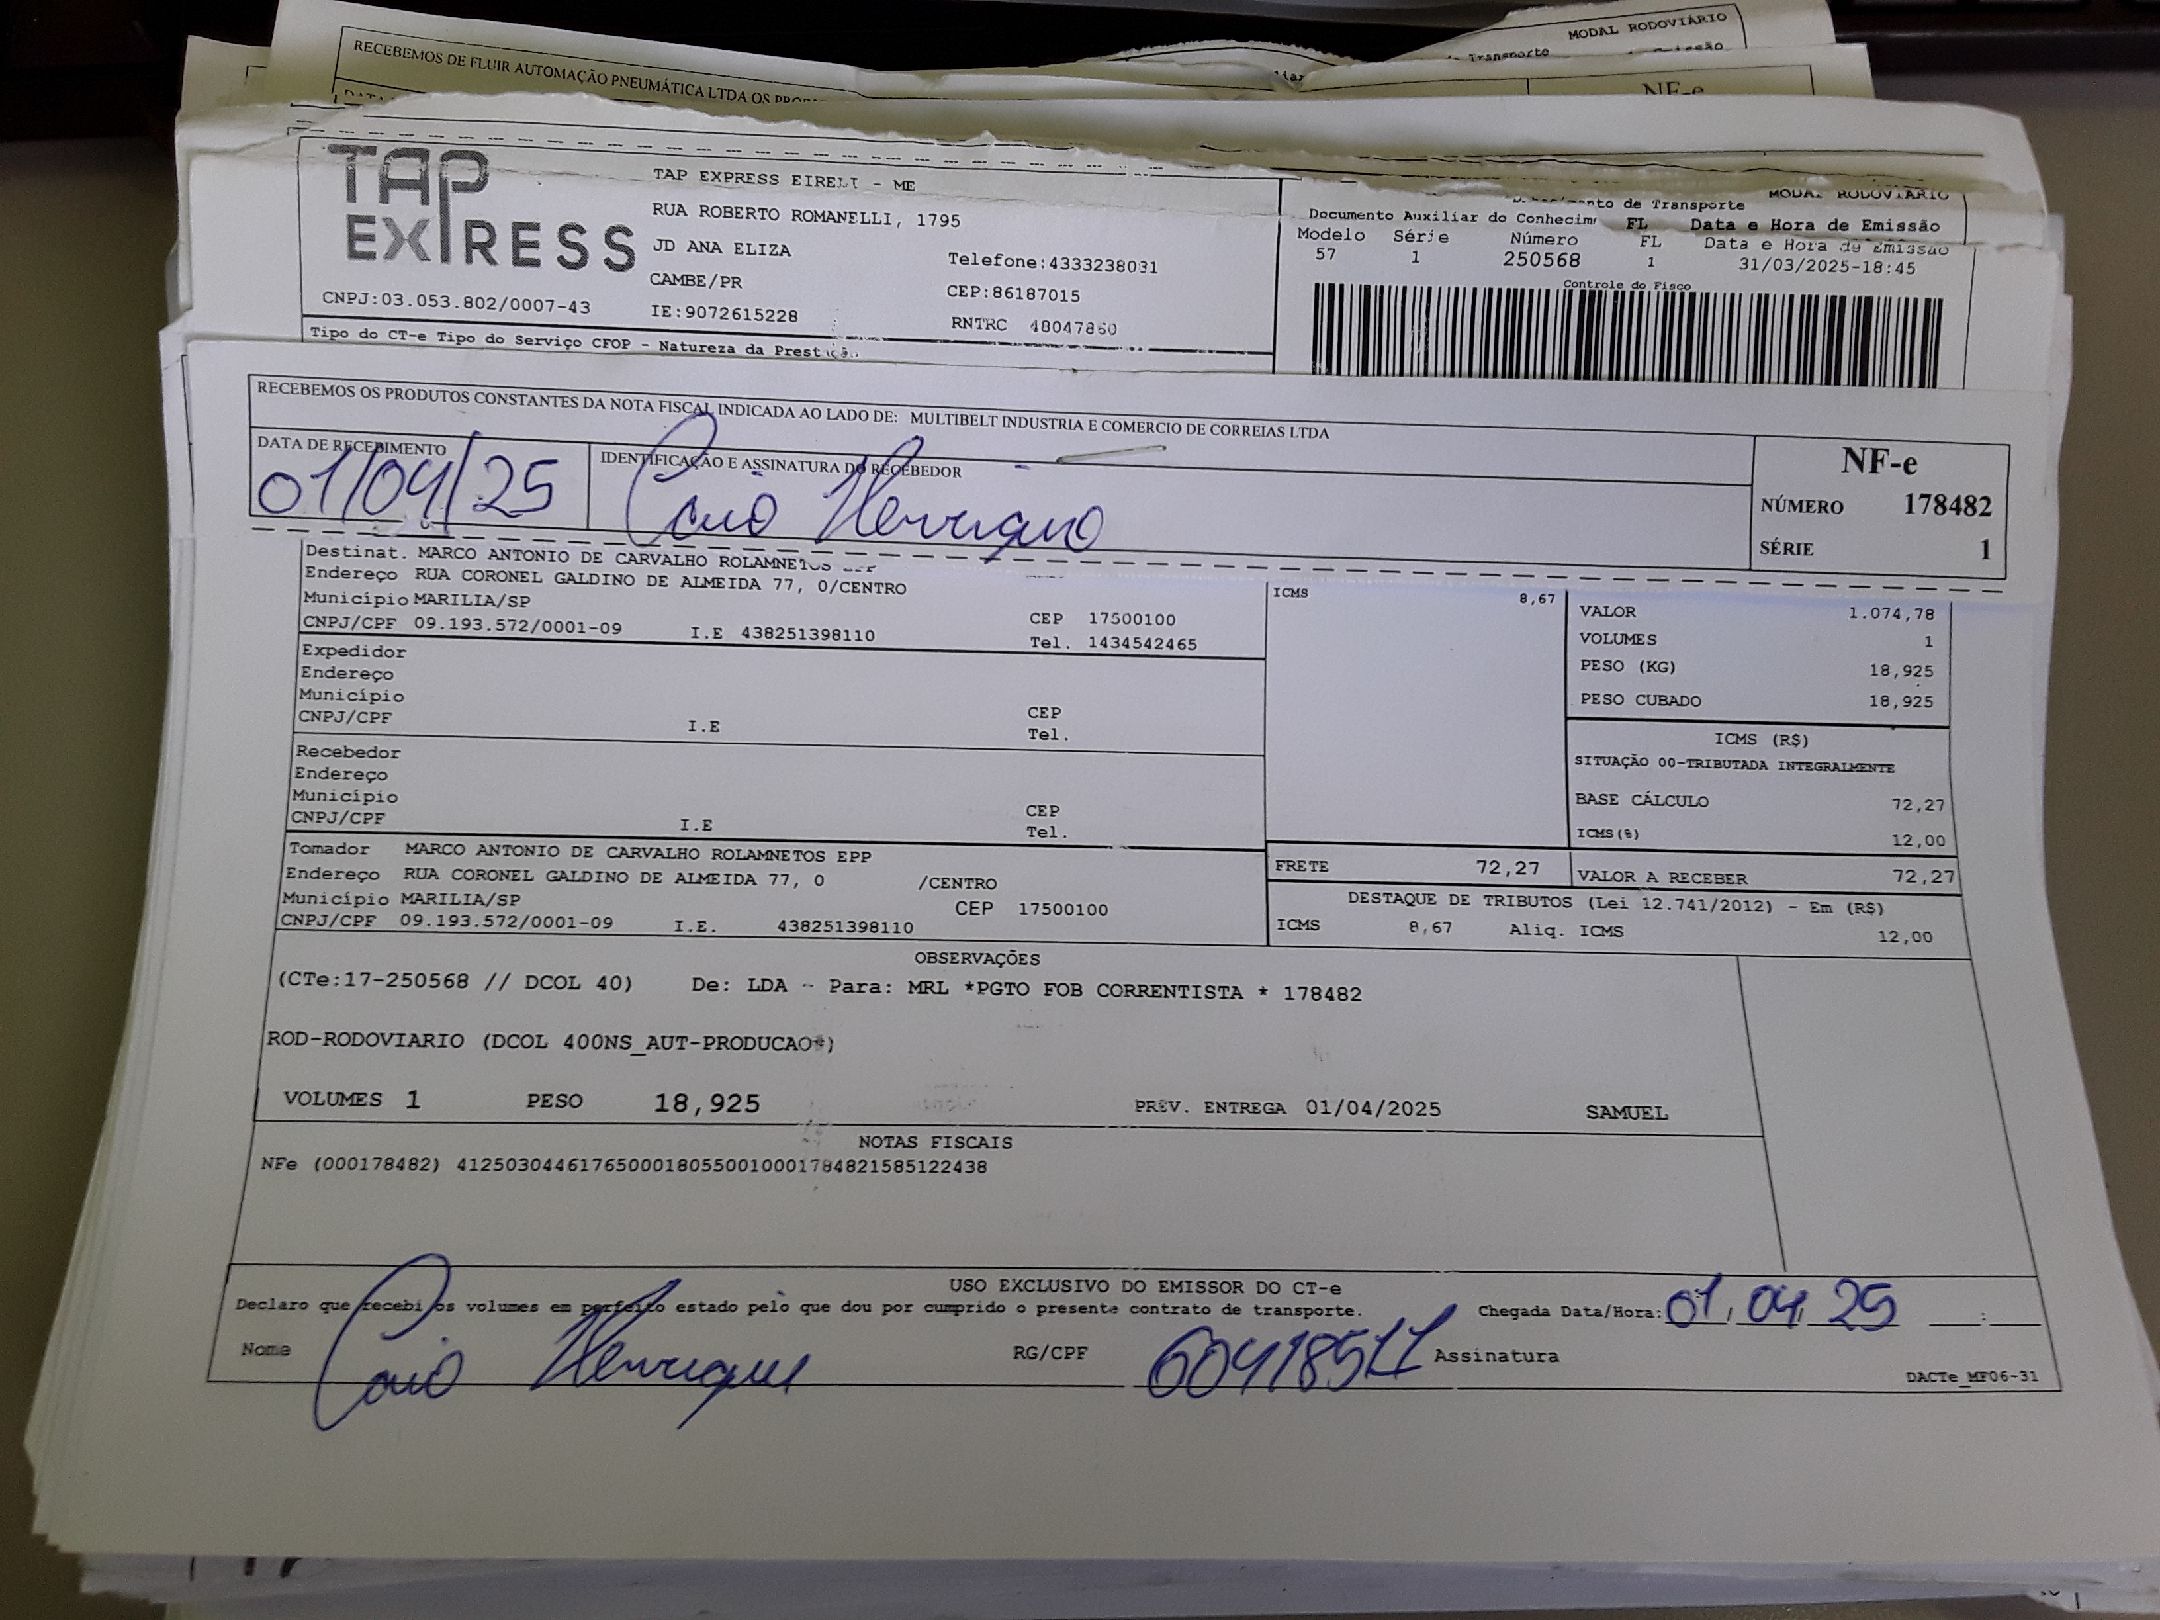 MODAL RODOVIÁRIO
RECEBEMOS DE FLUIR AUTOMAÇÃO PNEUMÁTICA LTDA OS
NF-e
TAP EXPRESS
TAP EXPRESS EIRELI - ME
RUA ROBERTO ROMANELLI, 1795
JD ANA ELIZA
Telefone:4333238031
CAMBE/PR
CEP:86187015
CNPJ:03.053.802/0007-43
IE:9072615228
RNTRC 48047860
MODAL RODOVIÁRIO
de Transporte
Documento Auxiliar do FL Data e Hora de Emissão
Modelo Série Número FL Data e Hora de Emissão
57 1 250568 1 31/03/2025-18:45
Controle do Fisco
Tipo do CT-e Tipo do Serviço CFOP - Natureza da
RECEBEMOS OS PRODUTOS CONSTANTES DA NOTA FISCAL INDICADA AO LADO DE: MULTIBELT INDUSTRIA E COMERCIO DE CORREIAS LTDA
DATA DE RECEBIMENTO
01/04/25
IDENTIFICAÇÃO E ASSINATURA DO RECEBEDOR
Caio Henrique
NF-e
NÚMERO 178482
SÉRIE 1
Destinat. MARCO ANTONIO DE CARVALHO ROLAMNETOS EPP
Endereço RUA CORONEL GALDINO DE ALMEIDA 77, 0/CENTRO
Município MARILIA/SP CEP 17500100
CNPJ/CPF 09.193.572/0001-09 I.E 438251398110 Tel. 1434542465
Expedidor
Endereço
Município CEP
CNPJ/CPF I.E Tel.
Recebedor
Endereço
Município CEP
CNPJ/CPF I.E Tel.
Tomador MARCO ANTONIO DE CARVALHO ROLAMNETOS EPP
Endereço RUA CORONEL GALDINO DE ALMEIDA 77, 0 /CENTRO
Município MARILIA/SP CEP 17500100
CNPJ/CPF 09.193.572/0001-09 I.E. 438251398110
ICMS 8,67
VALOR 1.074,78
VOLUMES 1
PESO (KG) 18,925
PESO CUBADO 18,925
ICMS (R$)
SITUAÇÃO 00-TRIBUTADA INTEGRALMENTE
BASE CÁLCULO 72,27
ICMS(%) 12,00
FRETE 72,27 VALOR A RECEBER 72,27
DESTAQUE DE TRIBUTOS (Lei 12.741/2012) - Em (R$)
ICMS 8,67 Aliq. ICMS 12,00
OBSERVAÇÕES
(CTe:17-250568 // DCOL 40) De: LDA - Para: MRL *PGTO FOB CORRENTISTA * 178482
ROD-RODOVIARIO (DCOL 400NS_AUT-PRODUCAO*)
VOLUMES 1 PESO 18,925 PREV. ENTREGA 01/04/2025 SAMUEL
NOTAS FISCAIS
NFe (000178482) 41250304461765000180550010001784821585122438
USO EXCLUSIVO DO EMISSOR DO CT-e
Declaro que recebi os volumes em perfeito estado pelo que dou por cumprido o presente contrato de transporte. Chegada Data/Hora: 01,04,25 :
Nome Caio Henrique RG/CPF 60418511 Assinatura
DACTe_MF06-31